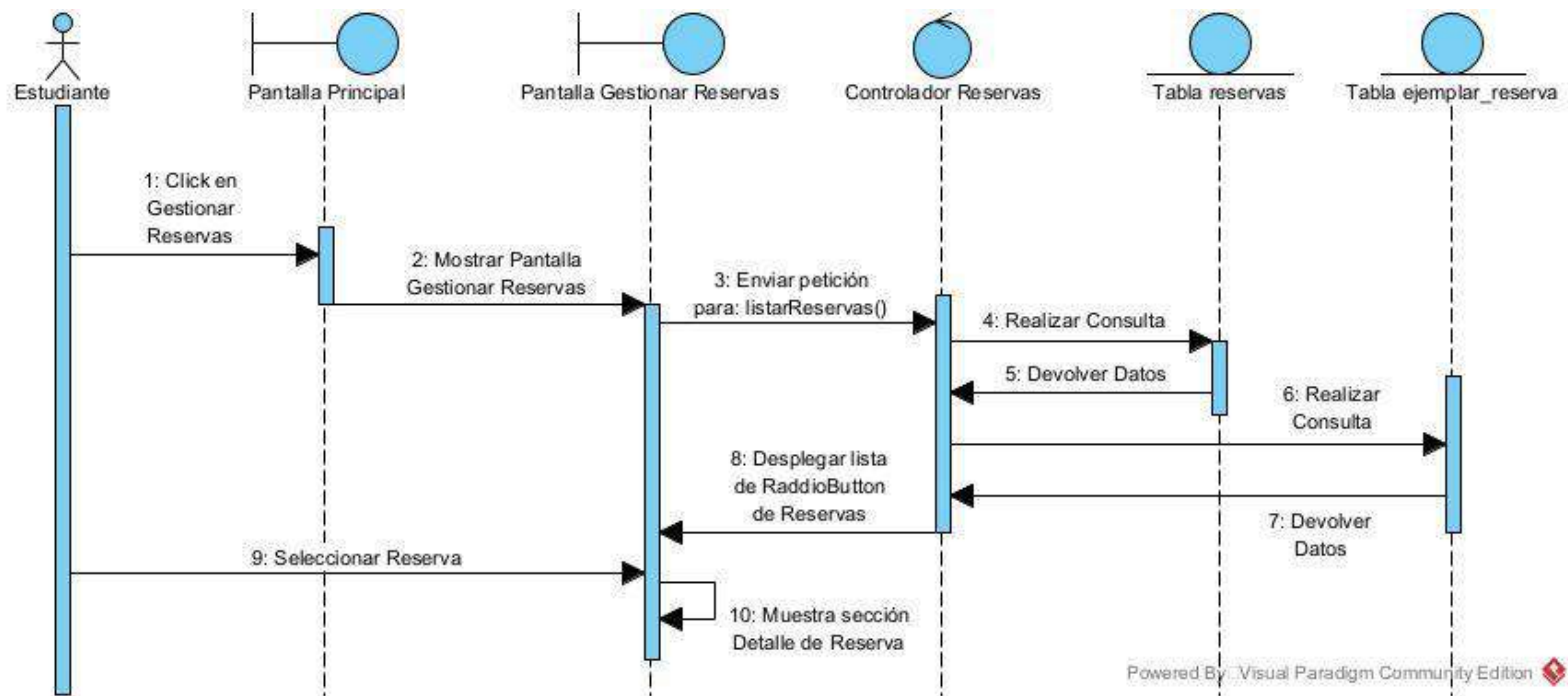 Estudiante
Pantalla Principal
Pantalla Gestionar Reservas
Controlador Reservas
Tabla reservas
Tabla ejemplar_reserva
1: Click en
Gestionar
Reservas
2: Mostrar Pantalla
Gestionar Reservas
3: Enviar petición
para: listarReservas()
4: Realizar Consulta
5: Devolver Datos
6: Realizar
Consulta
7: Devolver
Datos
8: Desplegar lista
de RaddioButton
de Reservas
9: Seleccionar Reserva
10: Muestra sección
Detalle de Reserva
Powered By Visual Paradigm Community Edition